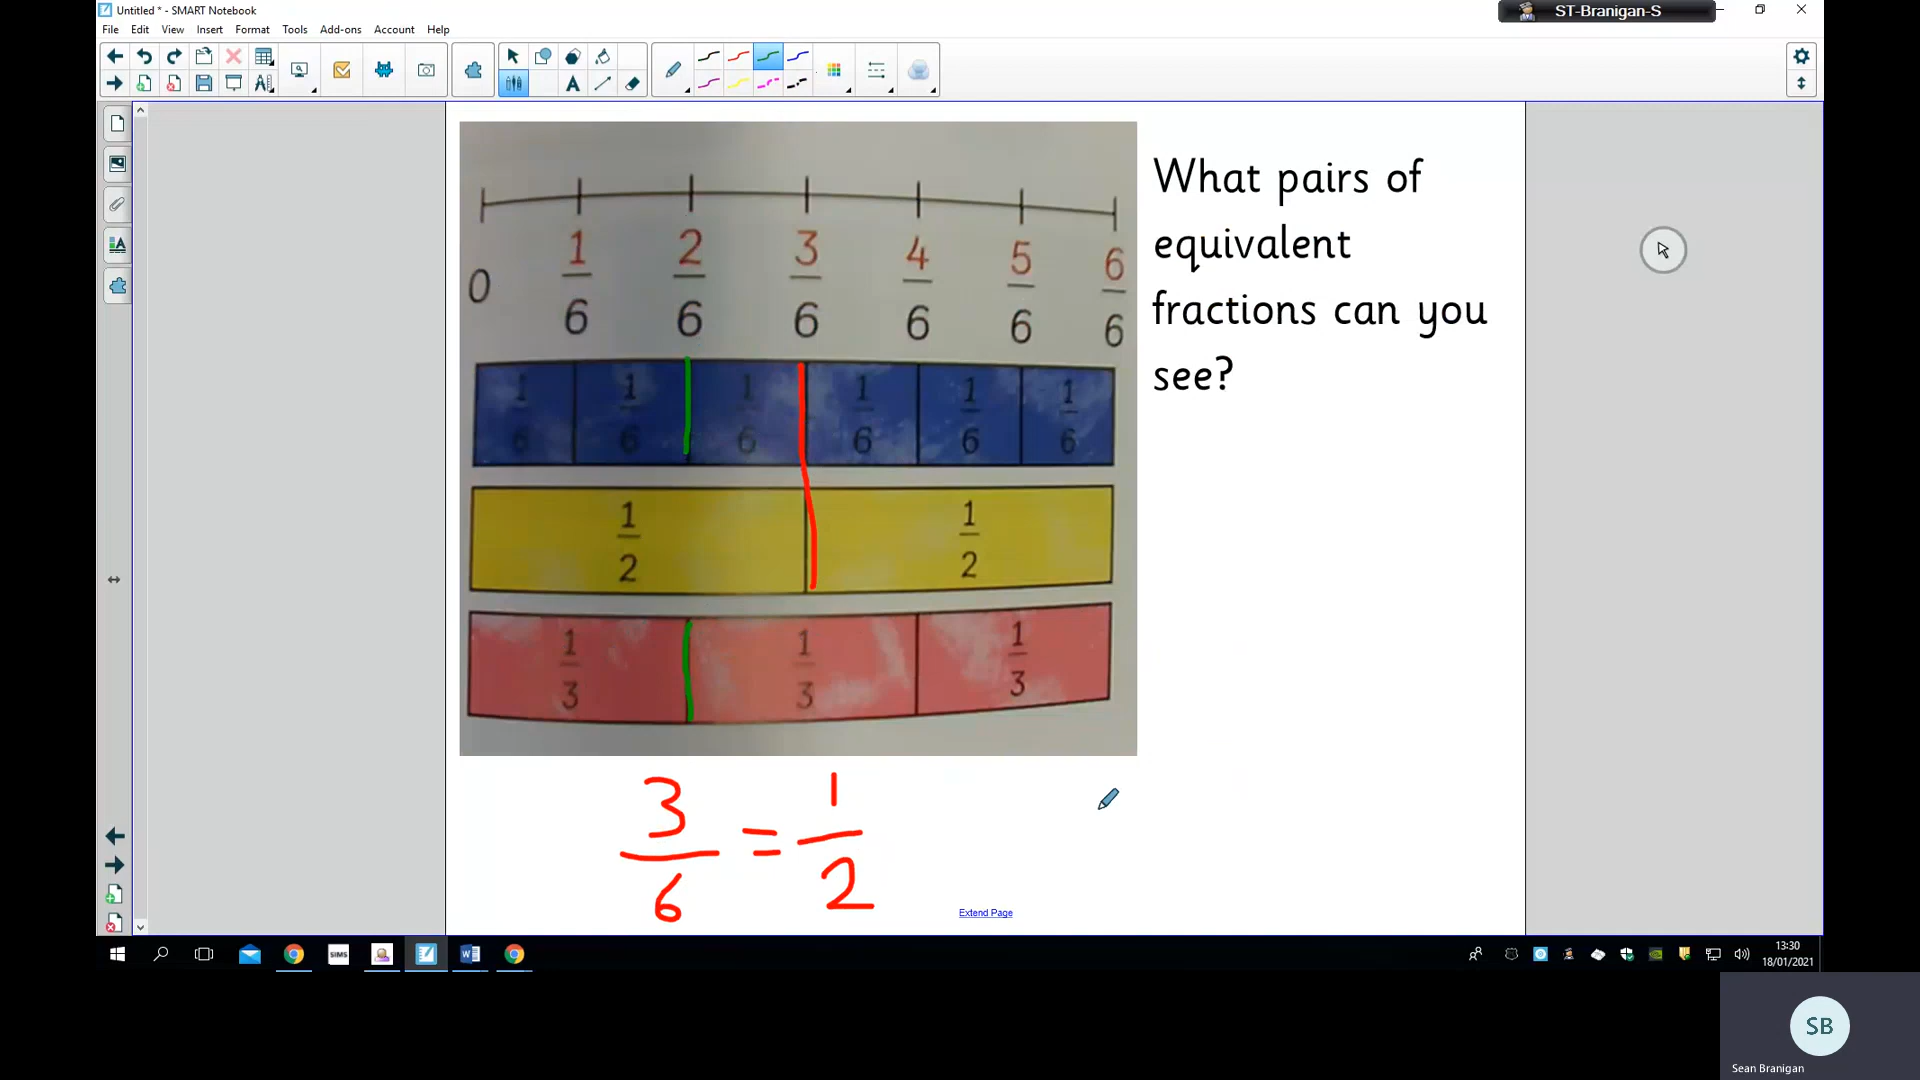 Untitled * - SMART Notebook
ST-Branigan-S
File Edit View Insert Format Tools Add-ons Account Help
What pairs of
equivalent
fractions can you
see?
0 1/6 2/6 3/6 4/6 5/6 6/6
1/6 1/6 1/6 1/6 1/6 1/6
1/2 1/2
1/3 1/3 1/3
3/6 = 1/2
Extend Page
SIMS
13:30
18/01/2021
SB
Sean Branigan